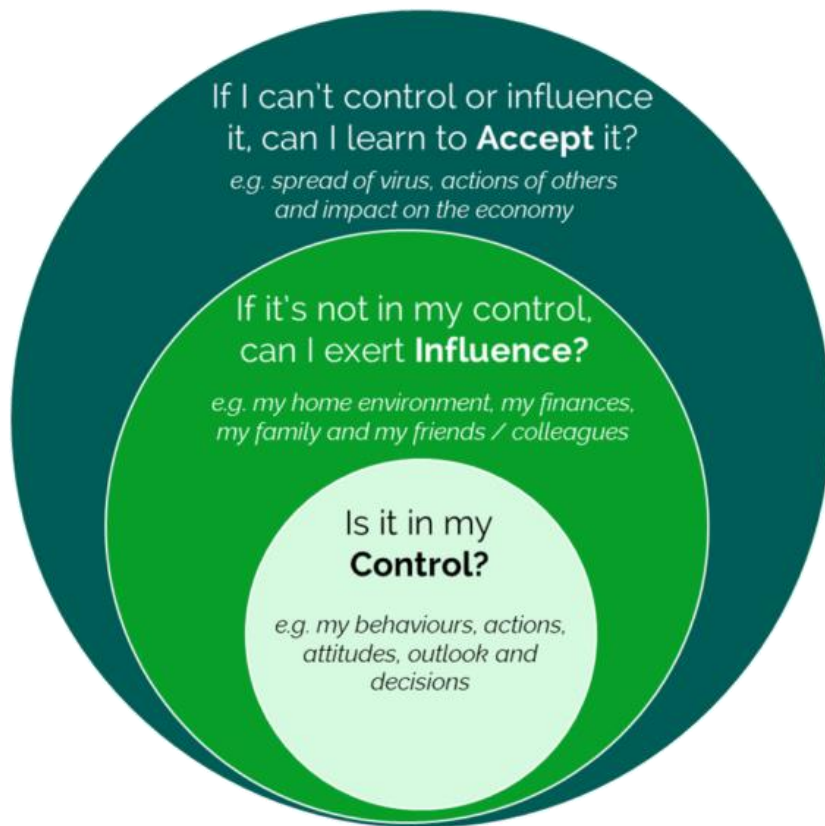 If I can't control or influence
it, can I learn to Accept it?
e.g. spread of virus, actions of others
and impact on the economy
If it's not in my control,
can I exert Influence?
e.g. my home environment, my finances,
my family and my friends / colleagues
Is it in my
Control?
e.g. my behaviours, actions,
attitudes, outlook and
decisions